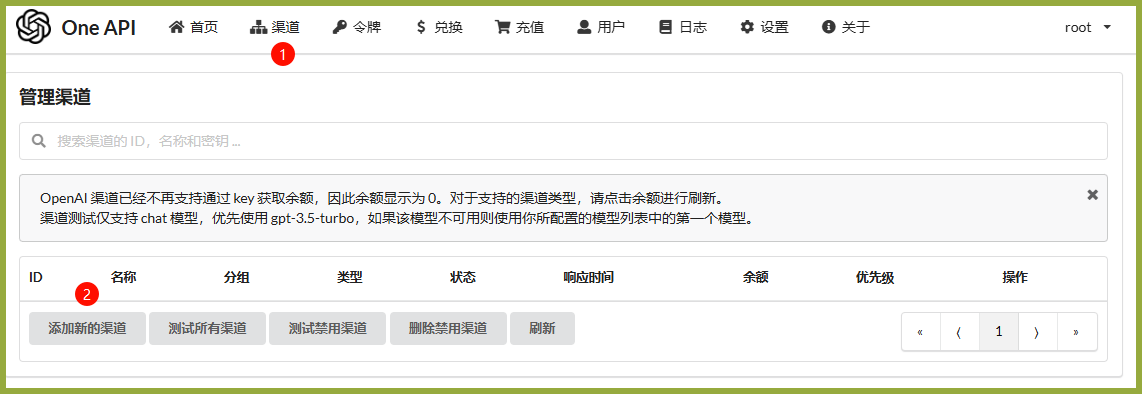 One API 首页 渠道 令牌 兑换 充值 用户 日志 设置 关于 root
1
管理渠道
搜索渠道的 ID，名称和密钥 ...
OpenAI 渠道已经不再支持通过 key 获取余额，因此余额显示为 0。对于支持的渠道类型，请点击余额进行刷新。
渠道测试仅支持 chat 模型，优先使用 gpt-3.5-turbo，如果该模型不可用则使用你所配置的模型列表中的第一个模型。
ID 名称 分组 类型 状态 响应时间 余额 优先级 操作
2
添加新的渠道 测试所有渠道 测试禁用渠道 删除禁用渠道 刷新 « ⟨ 1 ⟩ »